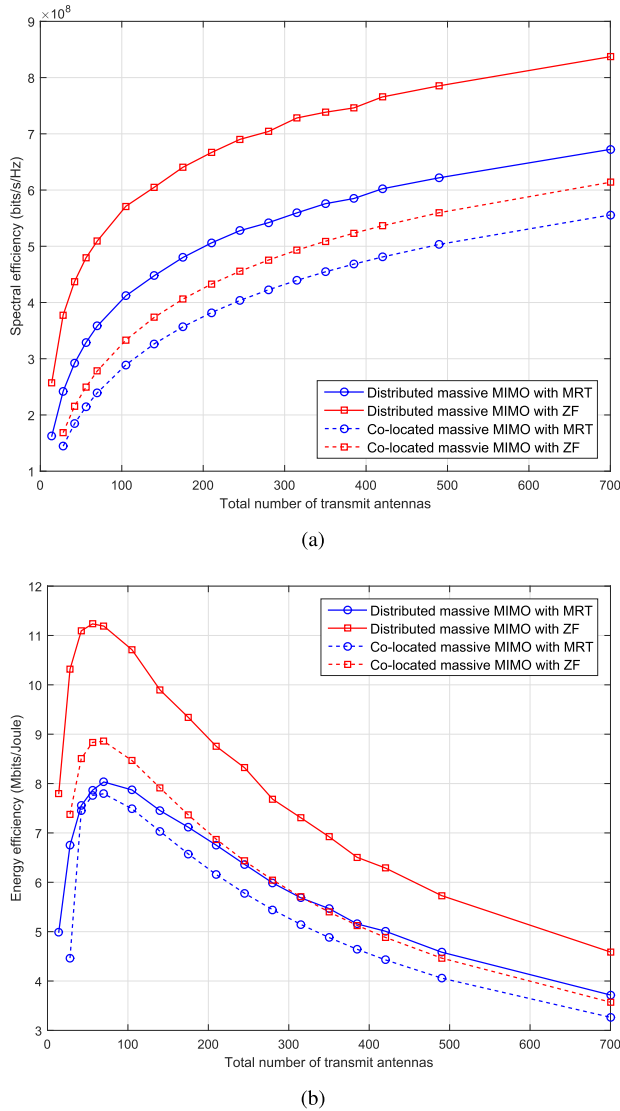 ×10⁸
9
8
7
6
5
4
3
2
1
Spectral efficiency (bits/s/Hz)
Distributed massive MIMO with MRT
Distributed massive MIMO with ZF
Co-located massive MIMO with MRT
Co-located massvie MIMO with ZF
0 100 200 300 400 500 600 700
Total number of transmit antennas
(a)
12
11
10
9
8
7
6
5
4
3
Energy efficiency (Mbits/Joule)
Distributed massive MIMO with MRT
Distributed massive MIMO with ZF
Co-located massive MIMO with MRT
Co-located massive MIMO with ZF
0 100 200 300 400 500 600 700
Total number of transmit antennas
(b)